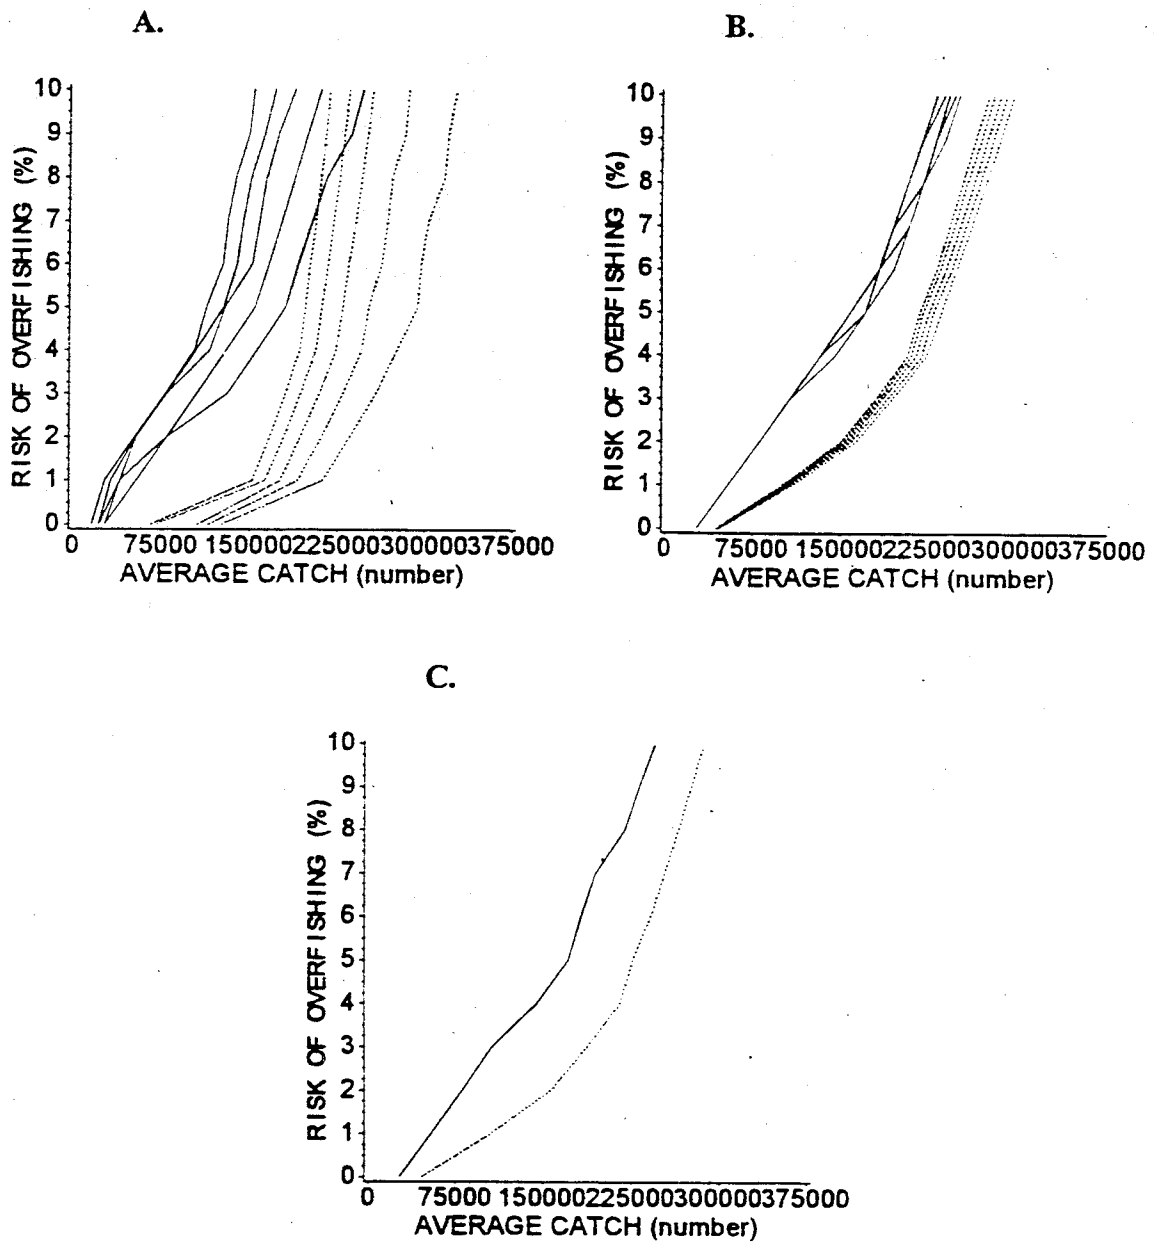 A.
10
9
8
7
6
5
4
3
2
1
0
RISK OF OVERFISHING (%)
0 75000 150000225000300000375000
AVERAGE CATCH (number)
B.
10
9
8
7
6
5
4
3
2
1
0
RISK OF OVERFISHING (%)
0 75000 150000225000300000375000
AVERAGE CATCH (number)
C.
10
9
8
7
6
5
4
3
2
1
0
RISK OF OVERFISHING (%)
0 75000 150000225000300000375000
AVERAGE CATCH (number)